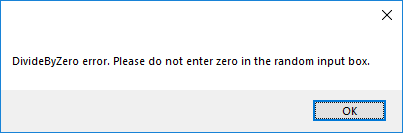 DivideByZero error. Please do not enter zero in the random input box.
OK